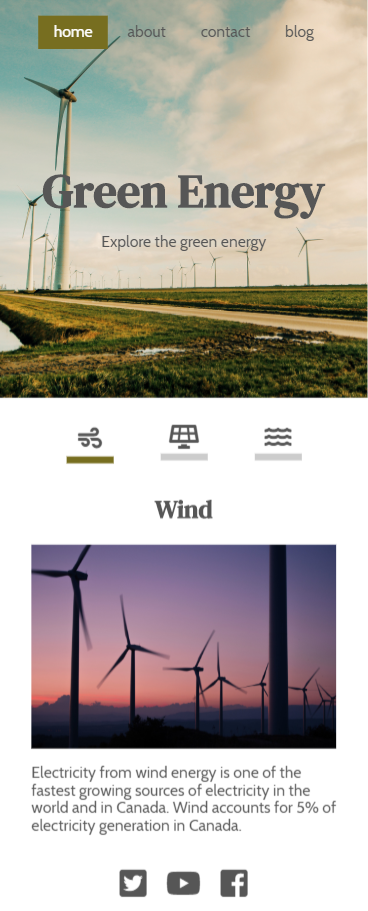 home about contact blog
Green Energy
Explore the green energy
Wind
Electricity from wind energy is one of the
fastest growing sources of electricity in the
world and in Canada. Wind accounts for 5% of
electricity generation in Canada.